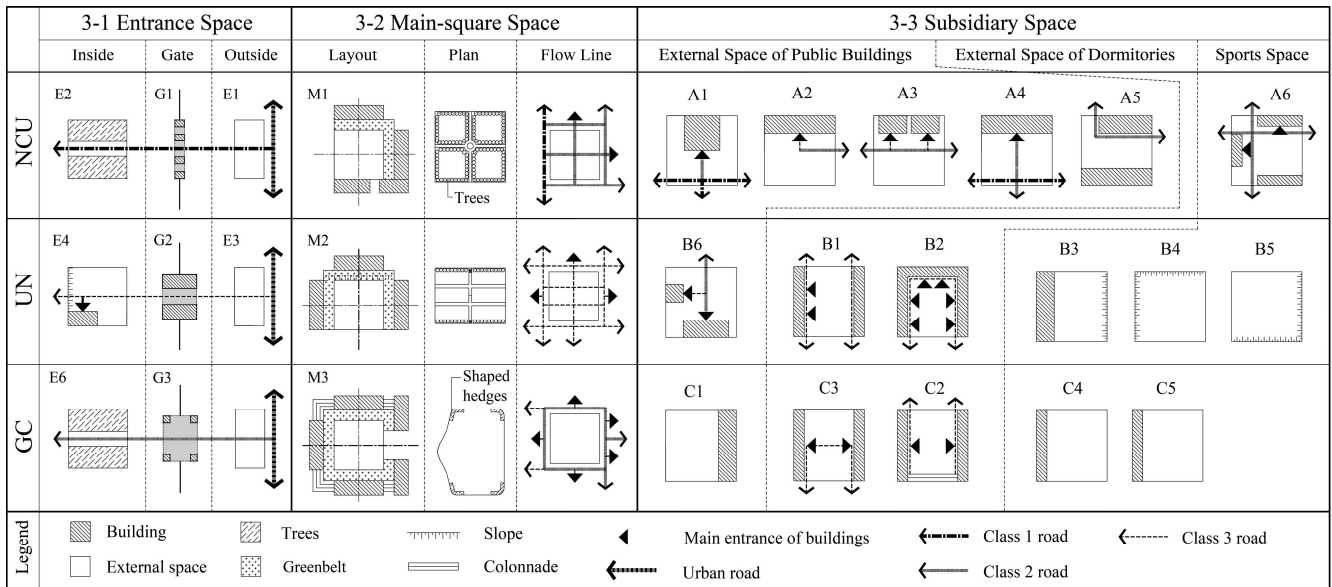 3-1 Entrance Space
3-2 Main-square Space
3-3 Subsidiary Space
Inside
Gate
Outside
Layout
Plan
Flow Line
External Space of Public Buildings
External Space of Dormitories
Sports Space
NCU
E2
G1
E1
M1
Trees
A1
A2
A3
A4
A5
A6
UN
E4
G2
E3
M2
B6
B1
B2
B3
B4
B5
GC
E6
G3
E5
M3
Shaped
hedges
C1
C3
C2
C4
C5
Legend
Building
Trees
Slope
Main entrance of buildings
Class 1 road
Class 3 road
External space
Greenbelt
Colonnade
Urban road
Class 2 road